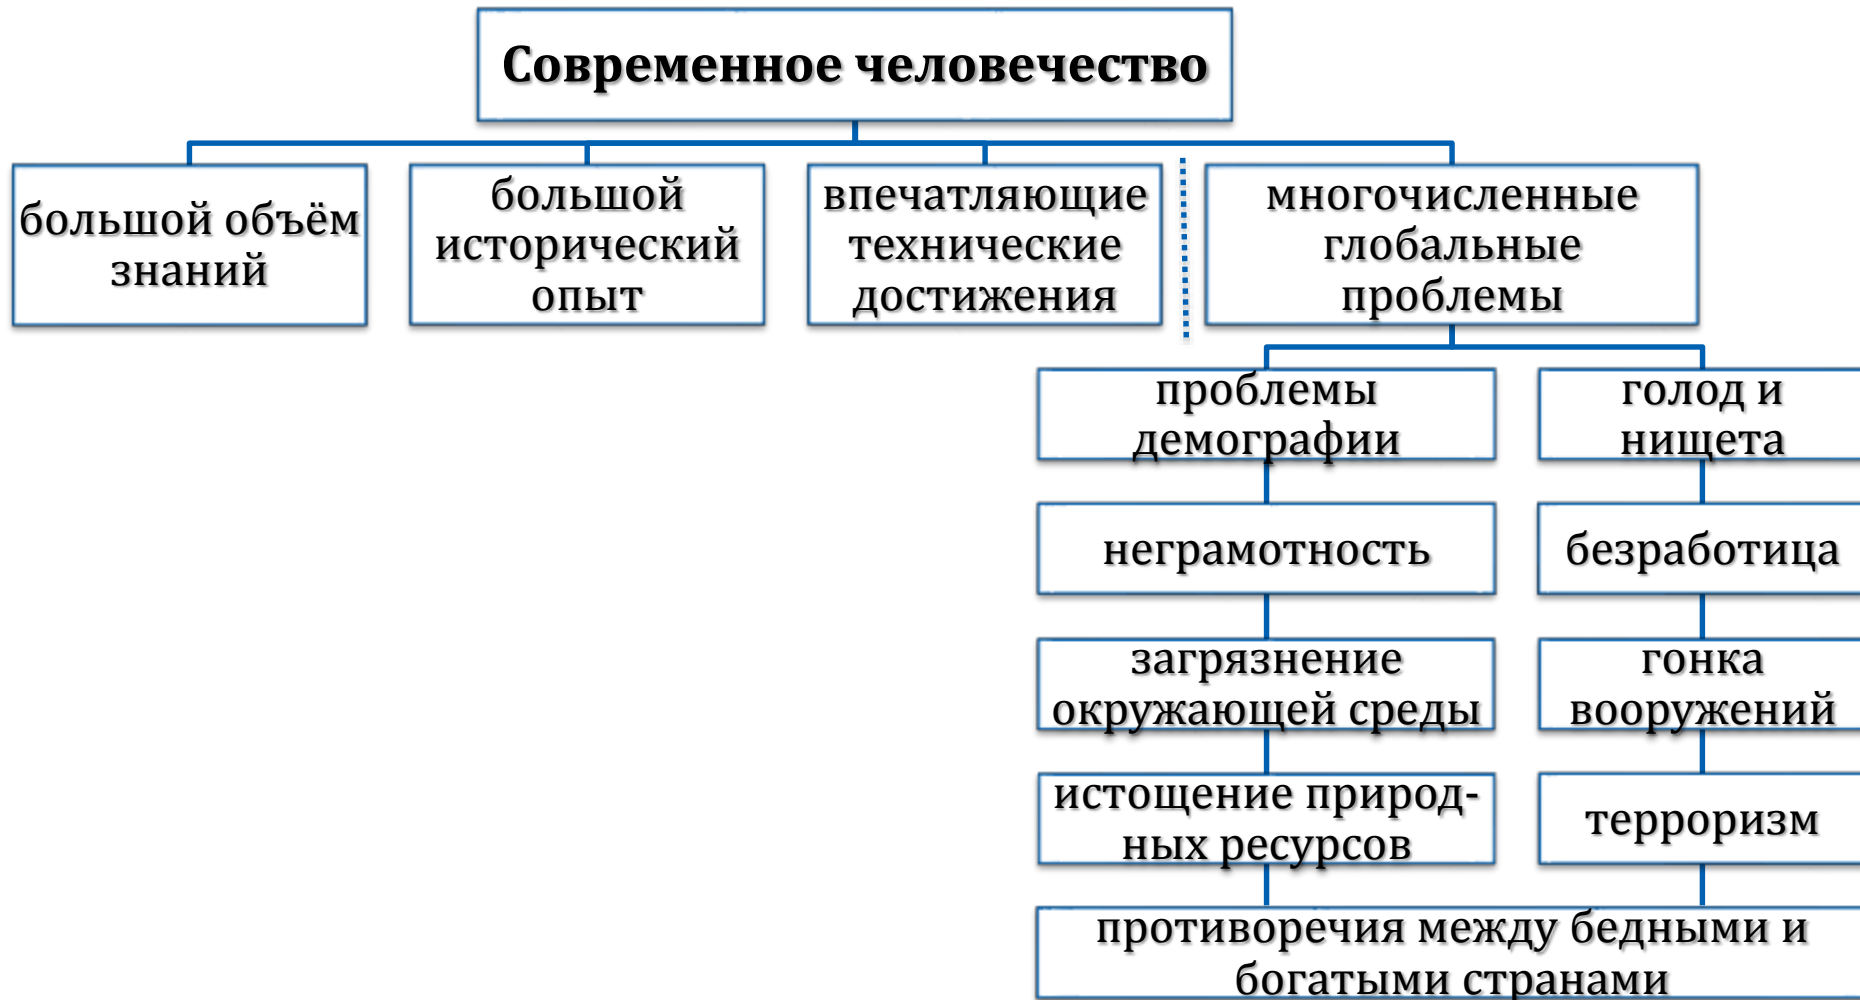 Современное человечество
большой объём
знаний
большой
исторический
опыт
впечатляющие
технические
достижения
многочисленные
глобальные
проблемы
проблемы
демографии
голод и
нищета
неграмотность
безработица
загрязнение
окружающей среды
гонка
вооружений
истощение природ-
ных ресурсов
терроризм
противоречия между бедными и
богатыми странами